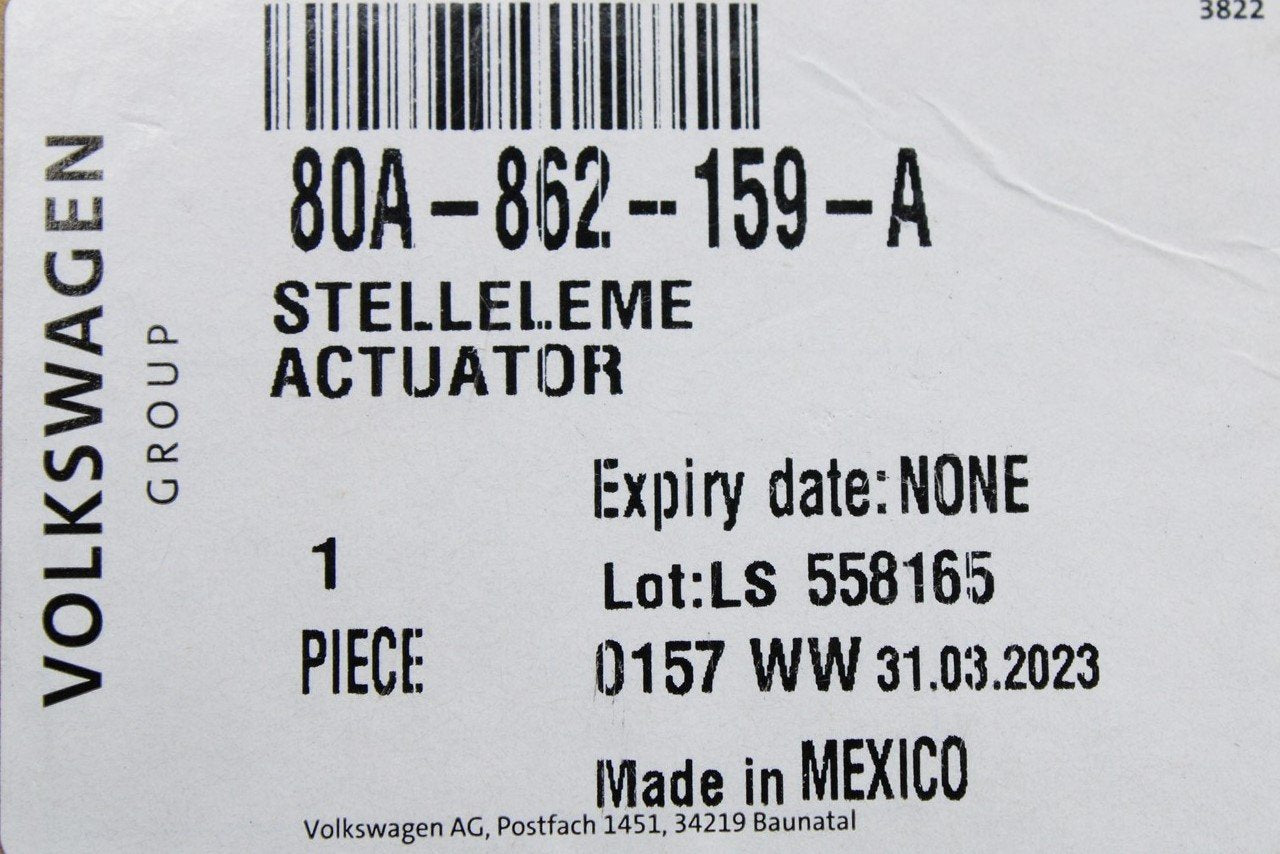 3822
VOLKSWAGEN
GROUP
80A-862-159-A
STELLELEME
ACTUATOR
Expiry date: NONE
1
Lot: LS 558165
PIECE
0157 WW 31.03.2023
Made in MEXICO
Volkswagen AG, Postfach 1451, 34219 Baunatal